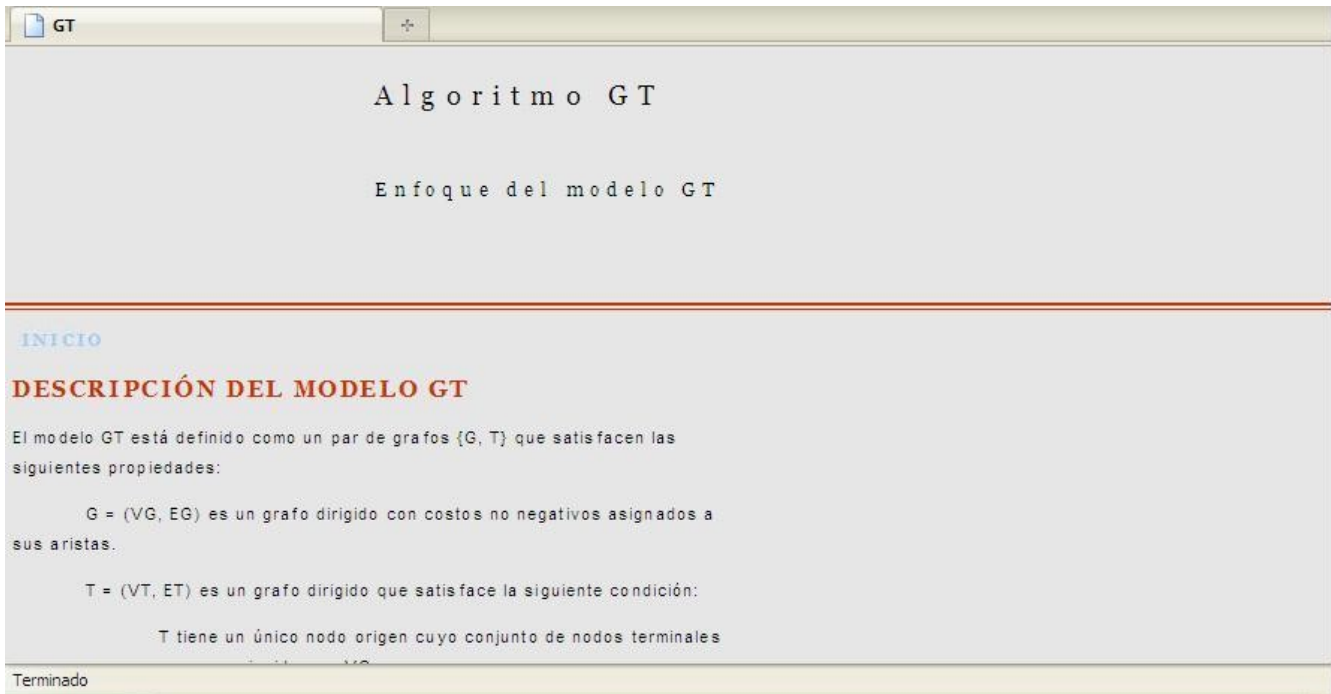 GT
Algoritmo GT
Enfoque del modelo GT
INICIO
DESCRIPCIÓN DEL MODELO GT
El modelo GT está definido como un par de grafos {G, T} que satisfacen las
siguientes propiedades:
G = (VG, EG) es un grafo dirigido con costos no negativos asignados a
sus aristas.
T = (VT, ET) es un grafo dirigido que satisface la siguiente condición:
T tiene un único nodo origen cuyo conjunto de nodos terminales
Terminado